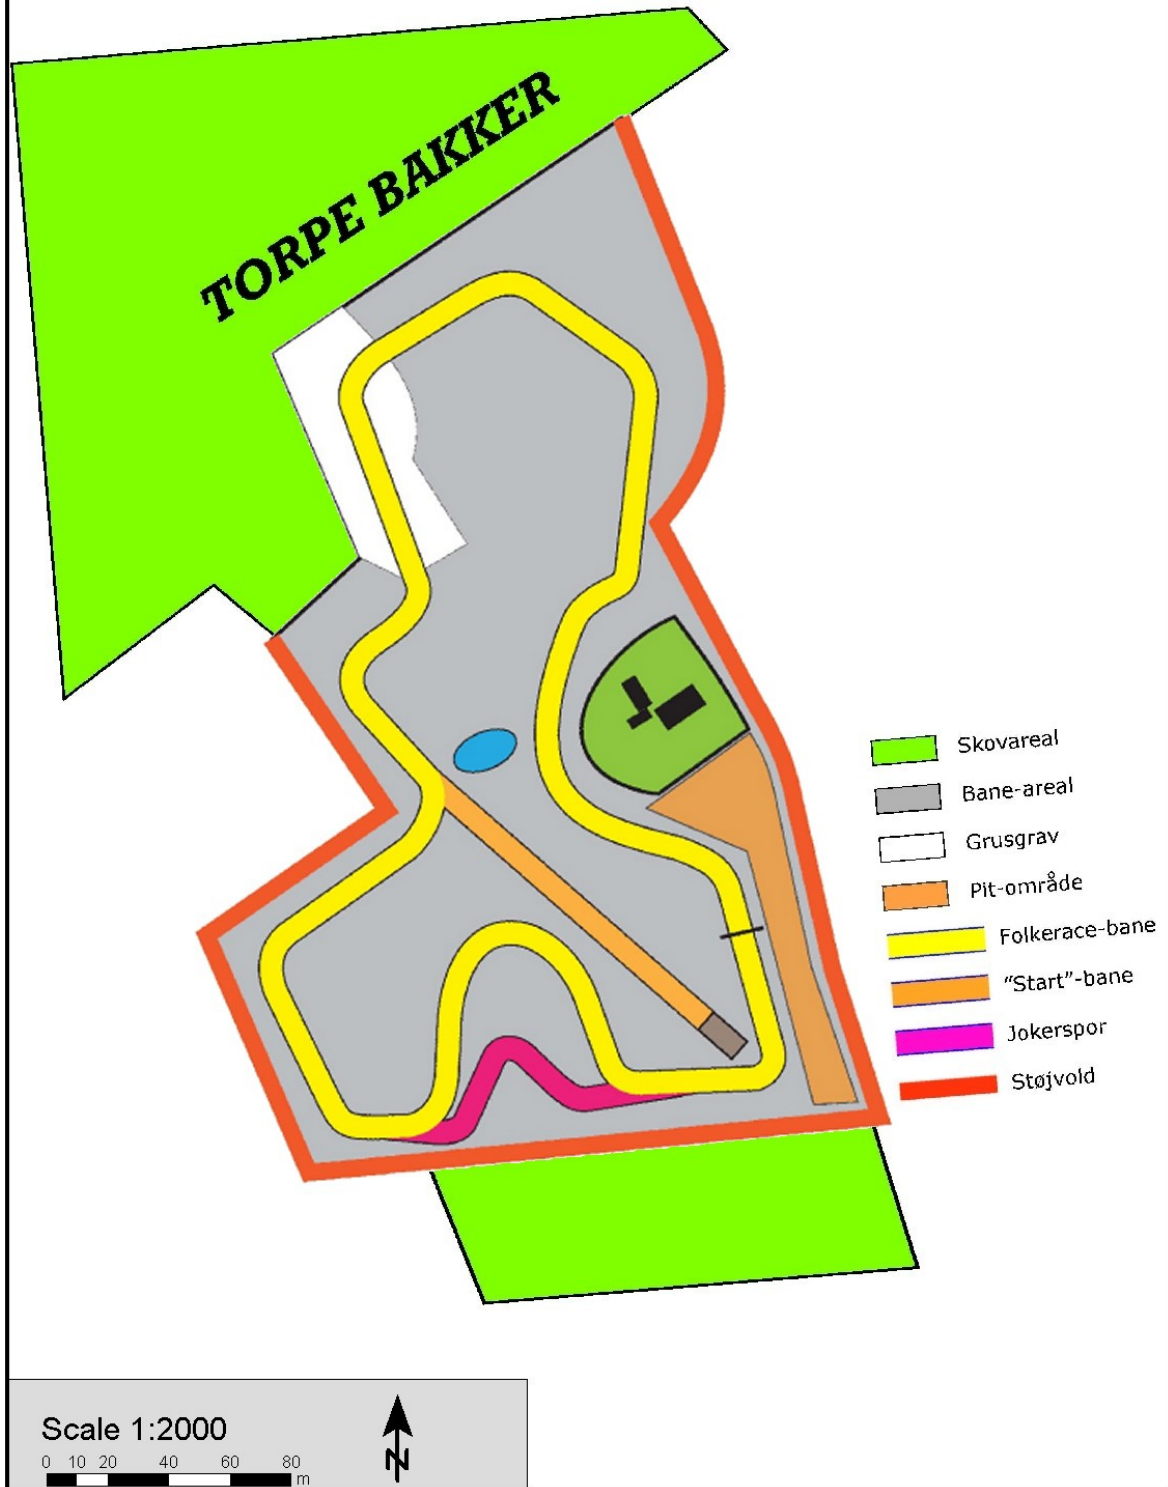 TORPE BAKKER
Skovareal
Bane-areal
Grusgrav
Pit-område
Folkerace-bane
“Start”-bane
Jokerspor
Støjvold
Scale 1:2000
0 10 20 40 60 80
m
N